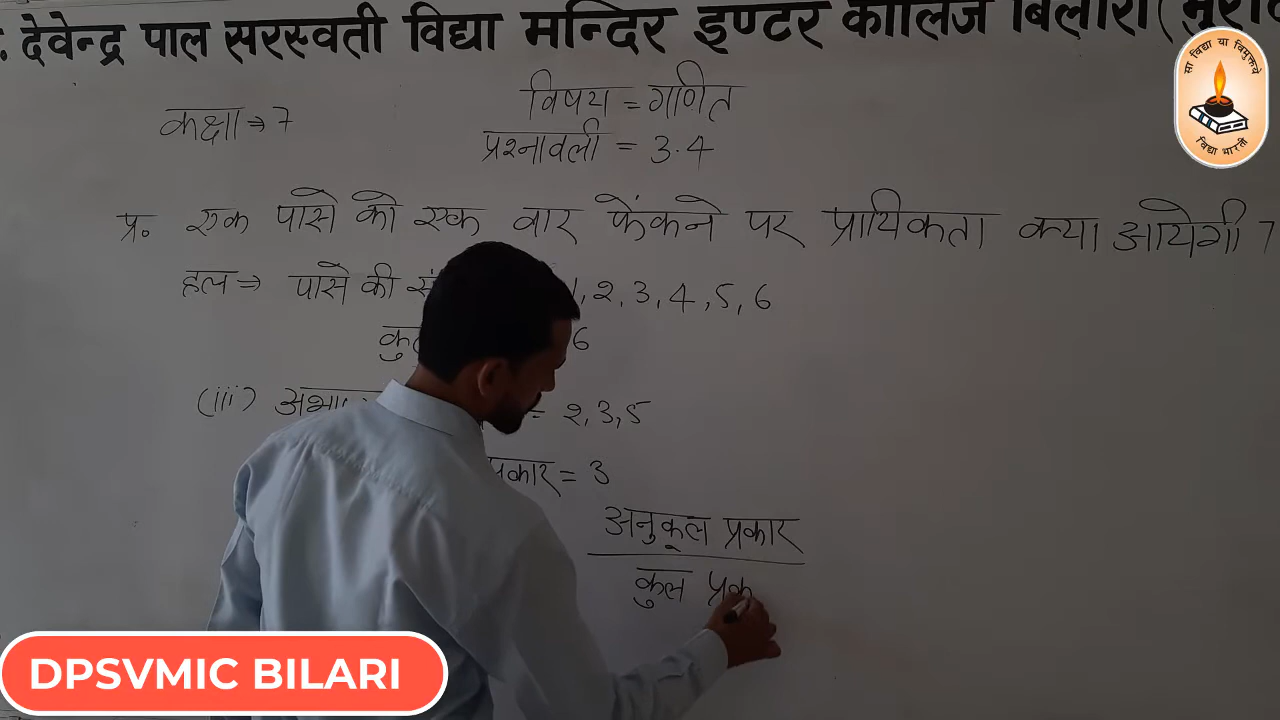 : देवेन्द्र पाल सरस्वती विद्या मन्दिर इण्टर कालिज बिलारी (मुरा
सा विद्या या विमुक्तये
विद्या भारती
विषय = गणित
कक्षा ⇒ 7
प्रश्नावली = 3.4
प्र. एक पासे को एक वार फेंकने पर प्रायिकता क्या आयेगी ?
हल ⇒ पासे की 1, 2, 3, 4, 5, 6
6
(iii) = 2, 3, 5
प्रकार = 3
अनुकूल प्रकार
कुल प्रक
DPSVMIC BILARI